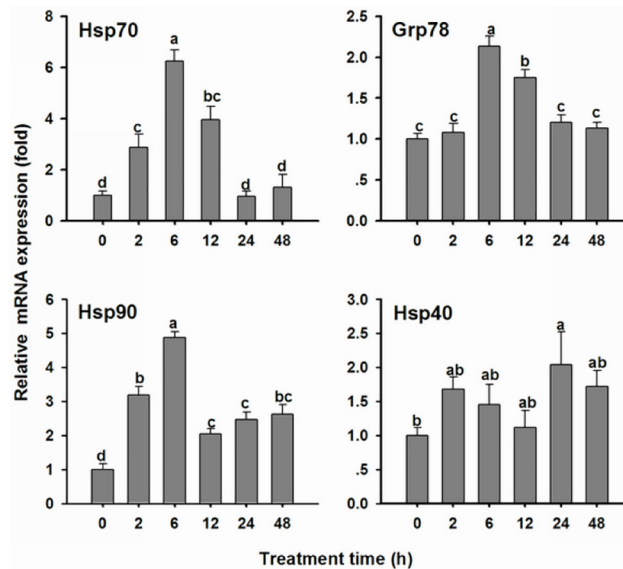 Relative mRNA expression (fold)
Hsp70
8
6
4
2
0
d
c
a
bc
d
d
0 2 6 12 24 48
Grp78
2.5
2.0
1.5
1.0
.5
0.0
c
c
a
b
c
c
0 2 6 12 24 48
Hsp90
6
5
4
3
2
1
0
d
b
a
c
c
bc
0 2 6 12 24 48
Hsp40
3.0
2.5
2.0
1.5
1.0
.5
0.0
b
ab
ab
ab
a
ab
0 2 6 12 24 48
Treatment time (h)